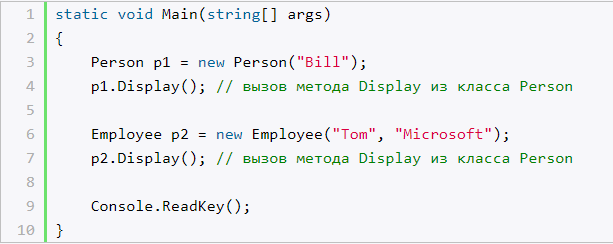 1 static void Main(string[] args)
2 {
3     Person p1 = new Person("Bill");
4     p1.Display(); // вызов метода Display из класса Person
5
6     Employee p2 = new Employee("Tom", "Microsoft");
7     p2.Display(); // вызов метода Display из класса Person
8
9     Console.ReadKey();
10 }